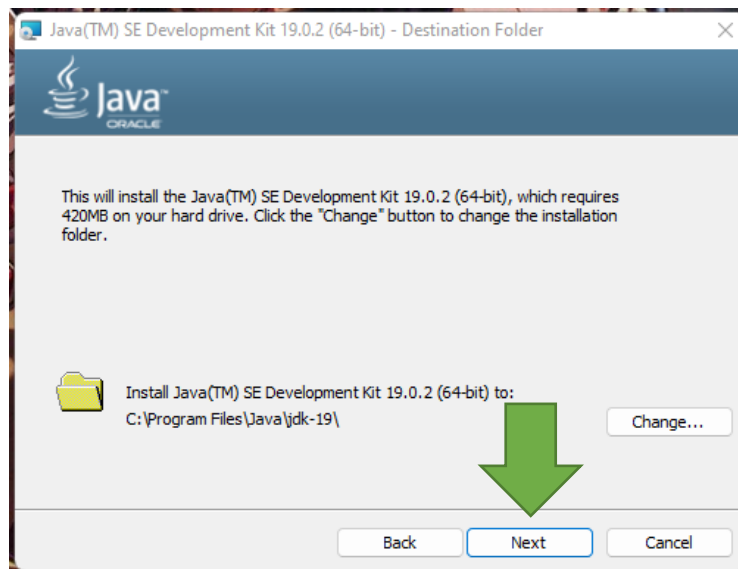 Java(TM) SE Development Kit 19.0.2 (64-bit) - Destination Folder
Java™
ORACLE
This will install the Java(TM) SE Development Kit 19.0.2 (64-bit), which requires
420MB on your hard drive. Click the "Change" button to change the installation
folder.
Install Java(TM) SE Development Kit 19.0.2 (64-bit) to:
C:\Program Files\Java\jdk-19\
Change...
Back
Next
Cancel